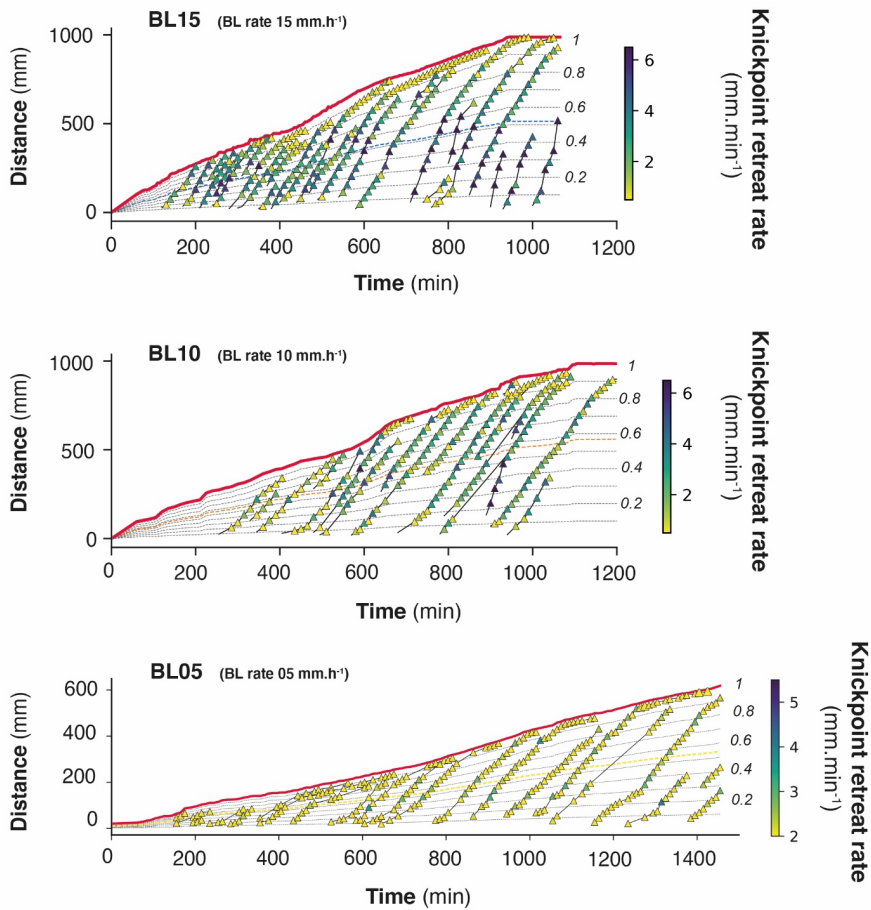 BL15 (BL rate 15 mm.h⁻¹)
Distance (mm)
1000
500
0
1
0.8
0.6
0.4
0.2
0 200 400 600 800 1000 1200
Time (min)
6
4
2
Knickpoint retreat rate
(mm.min⁻¹)
BL10 (BL rate 10 mm.h⁻¹)
Distance (mm)
1000
500
0
1
0.8
0.6
0.4
0.2
0 200 400 600 800 1000 1200
Time (min)
6
4
2
Knickpoint retreat rate
(mm.min⁻¹)
BL05 (BL rate 05 mm.h⁻¹)
Distance (mm)
600
400
200
0
1
0.8
0.6
0.4
0.2
0 200 400 600 800 1000 1200 1400
Time (min)
5
4
3
2
Knickpoint retreat rate
(mm.min⁻¹)